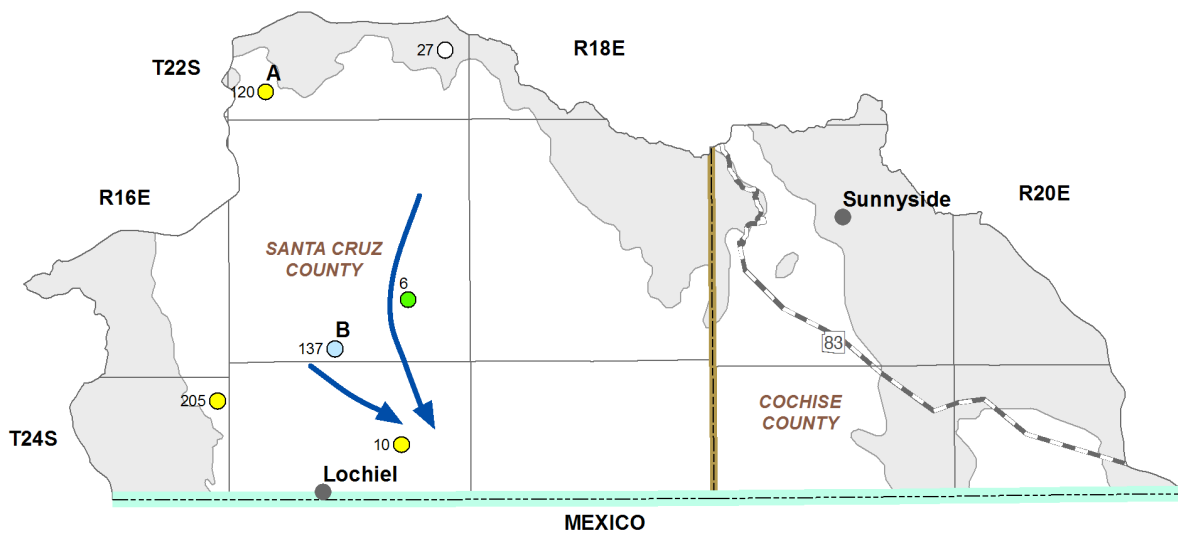 R18E
27
T22S
A
120
R16E
Sunnyside
R20E
SANTA CRUZ
COUNTY
6
B
137
83
205
COCHISE
COUNTY
T24S
10
Lochiel
MEXICO